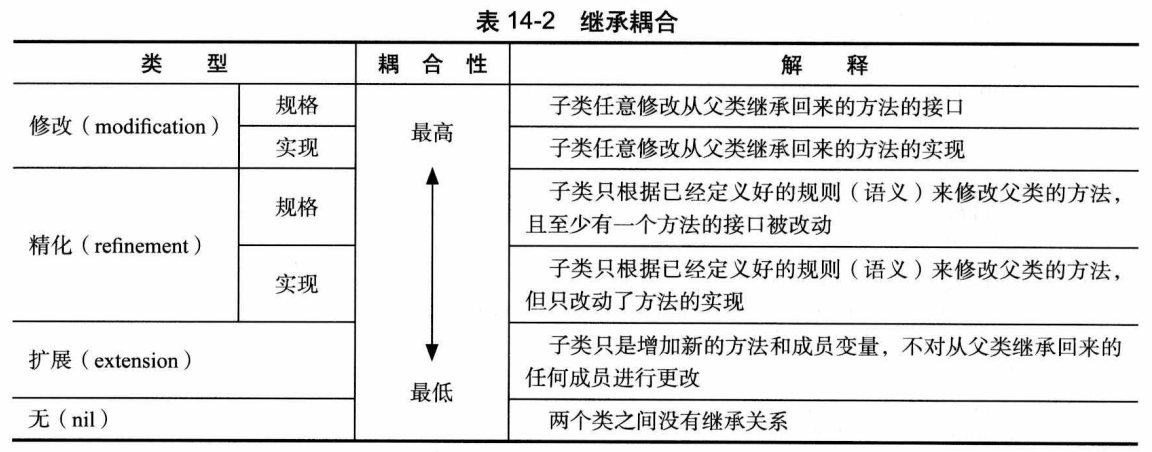 表 14-2 继承耦合
类 型 耦 合 性 解 释
修改（modification） 规格 最高 子类任意修改从父类继承回来的方法的接口
实现 子类任意修改从父类继承回来的方法的实现
精化（refinement） 规格 子类只根据已经定义好的规则（语义）来修改父类的方法，
且至少有一个方法的接口被改动
实现 子类只根据已经定义好的规则（语义）来修改父类的方法，
但只改动了方法的实现
扩展（extension） 最低 子类只是增加新的方法和成员变量，不对从父类继承回来的
任何成员进行更改
无（nil） 两个类之间没有继承关系